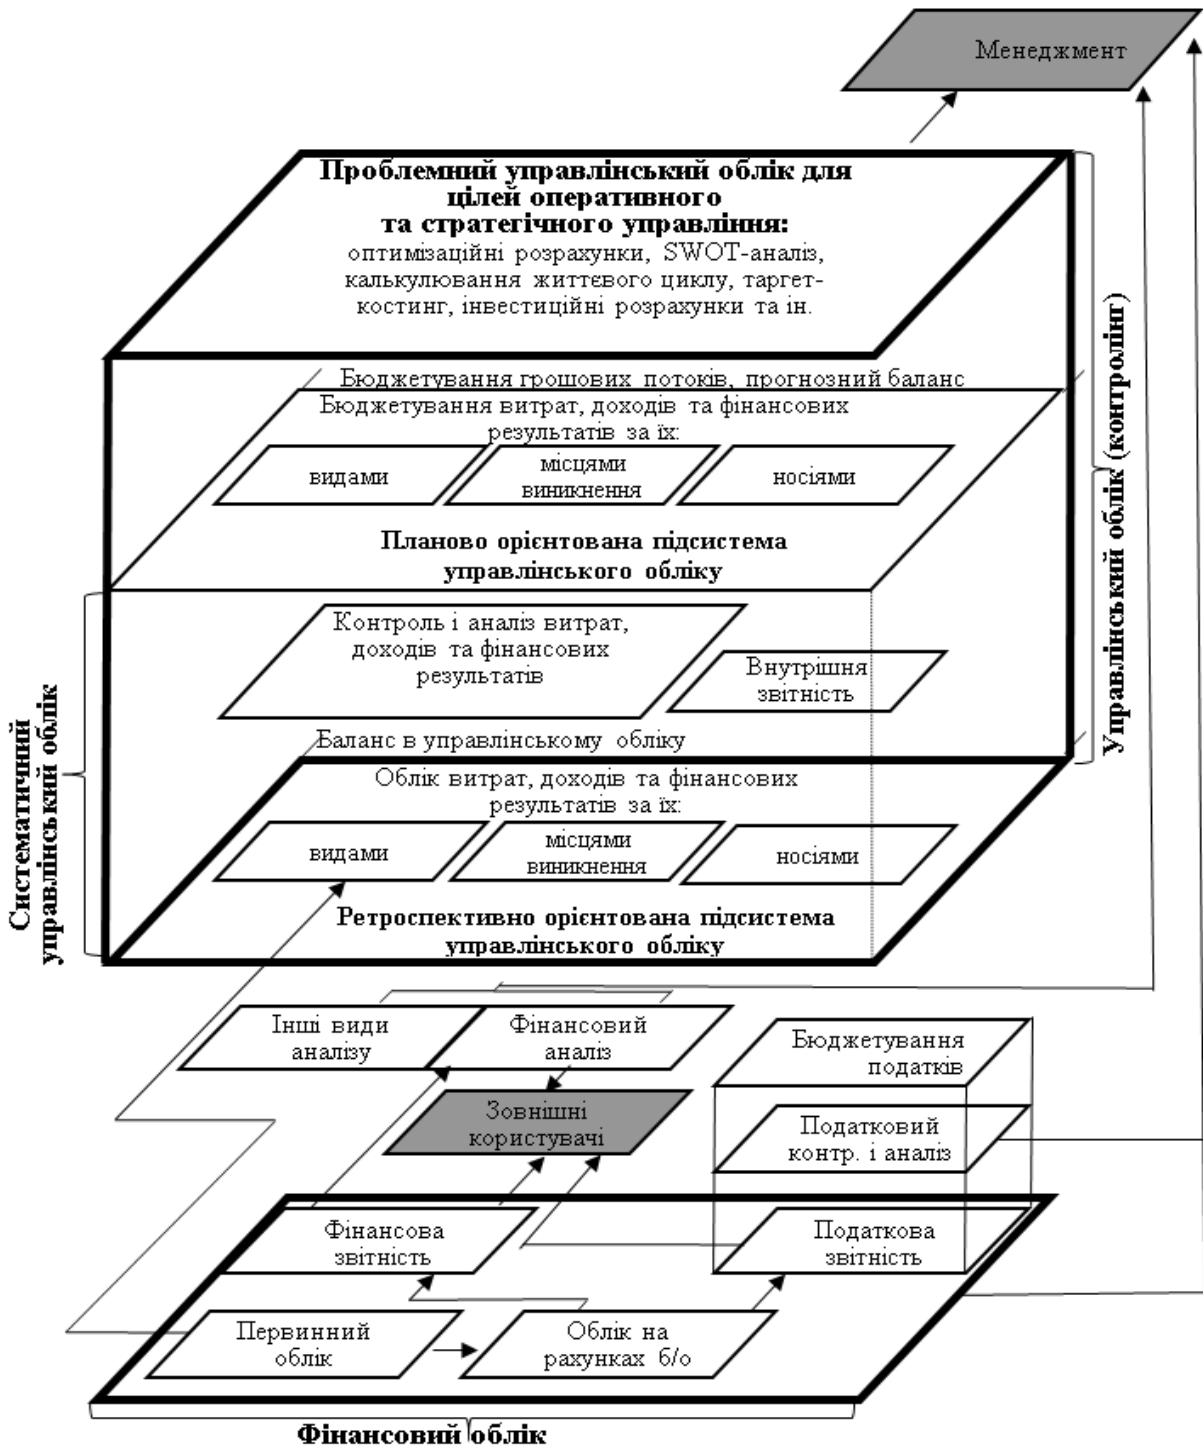 Менеджмент
Проблемний управлінський облік для
цілей оперативного
та стратегічного управління:
оптимізаційні розрахунки, SWOT-аналіз,
калькулювання життєвого циклу, таргет-
костинг, інвестиційні розрахунки та ін.
Бюджетування грошових потоків, прогнозний баланс
Бюджетування витрат, доходів та фінансових
результатів за їх:
видами
місцями
виникнення
носіями
Планово орієнтована підсистема
управлінського обліку
Управлінський облік (контролінг)
Контроль і аналіз витрат,
доходів та фінансових
результатів
Внутрішня
звітність
Систематичний
управлінський облік
Баланс в управлінському обліку
Облік витрат, доходів та фінансових
результатів за їх:
видами
місцями
виникнення
носіями
Ретроспективно орієнтована підсистема
управлінського обліку
Інші види
аналізу
Фінансовий
аналіз
Бюджетування
податків
Зовнішні
користувачі
Податковий
контр. і аналіз
Фінансова
звітність
Податкова
звітність
Первинний
облік
Облік на
рахунках б/о
Фінансовий облік